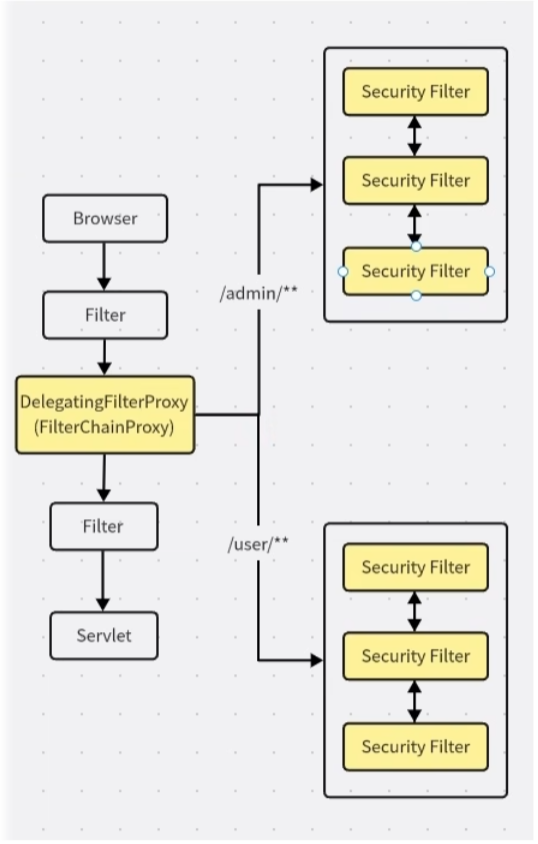 Browser
Filter
DelegatingFilterProxy
(FilterChainProxy)
Filter
Servlet
/admin/**
Security Filter
Security Filter
Security Filter
/user/**
Security Filter
Security Filter
Security Filter